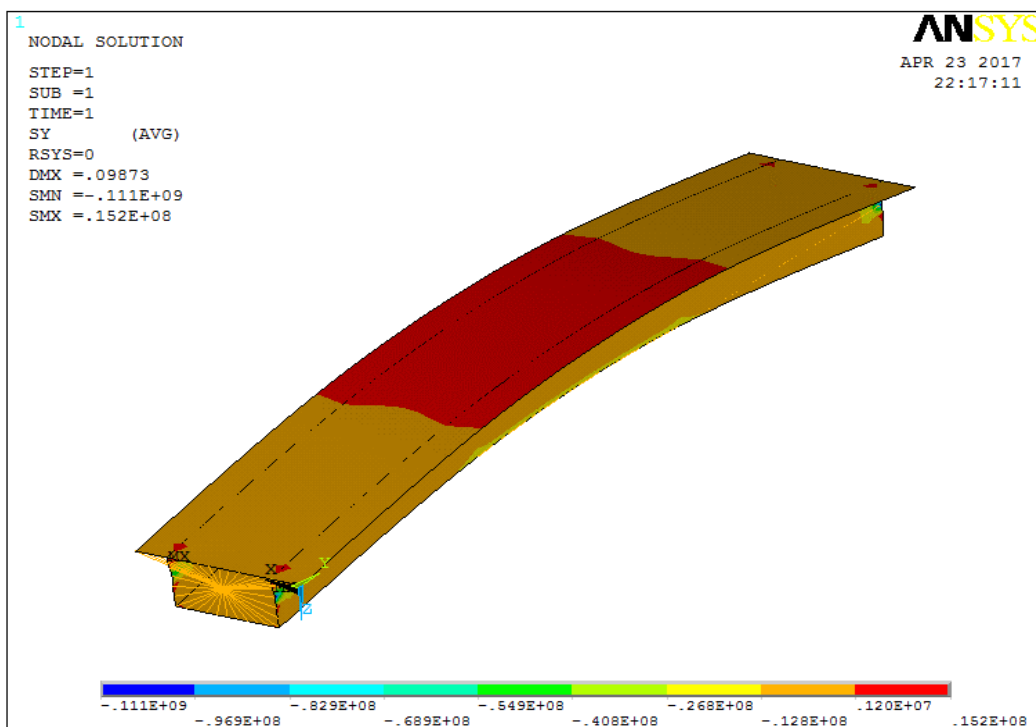 1
NODAL SOLUTION
STEP=1
SUB =1
TIME=1
SY (AVG)
RSYS=0
DMX =.09873
SMN =-.111E+09
SMX =.152E+08
ANSYS
APR 23 2017
22:17:11
MX
X
Y
Z
-.111E+09
-.969E+08
-.829E+08
-.689E+08
-.549E+08
-.408E+08
-.268E+08
-.128E+08
.120E+07
.152E+08